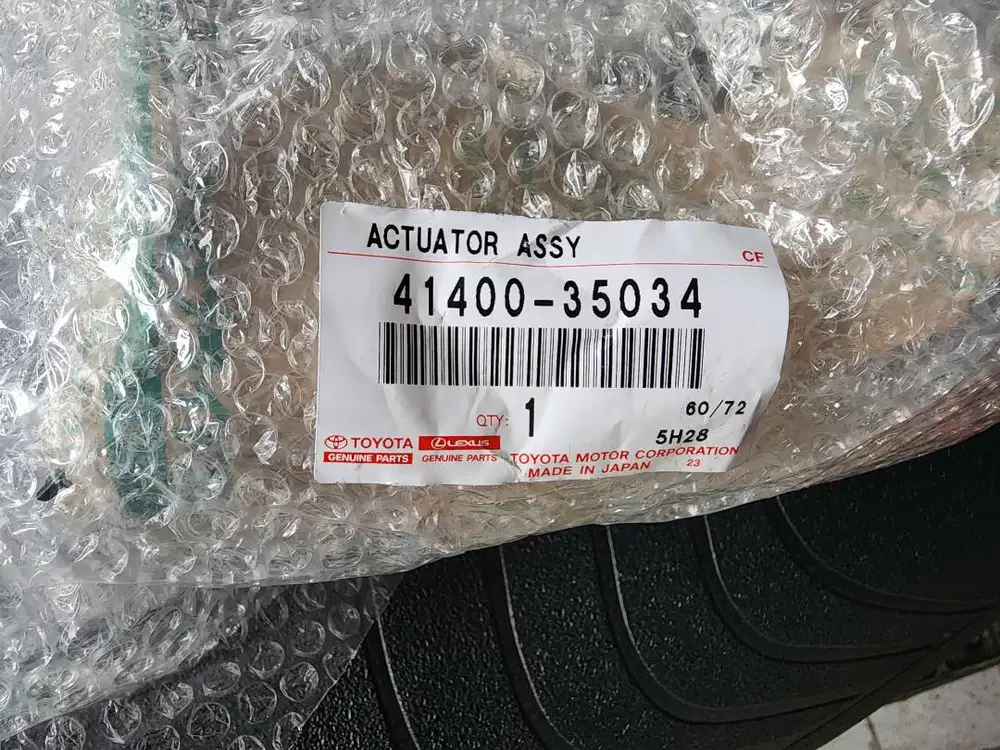 ACTUATOR ASSY
CF
41400-35034
QTY: 1
60/72
5H28
TOYOTA LEXUS
GENUINE PARTS GENUINE PARTS
TOYOTA MOTOR CORPORATION
MADE IN JAPAN 23